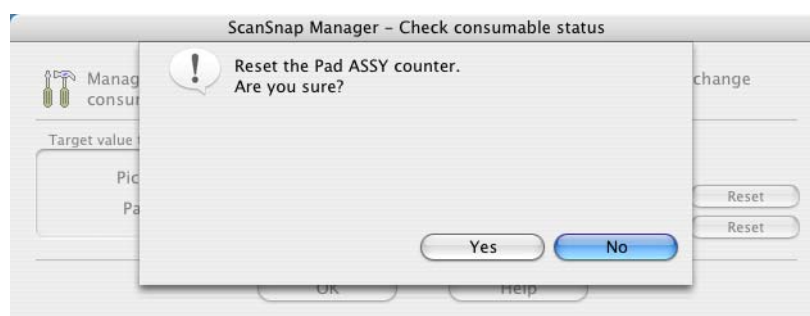 ScanSnap Manager – Check consumable status
Reset the Pad ASSY counter.
Are you sure?
change
Target value
Reset
Reset
Yes No
OK Help